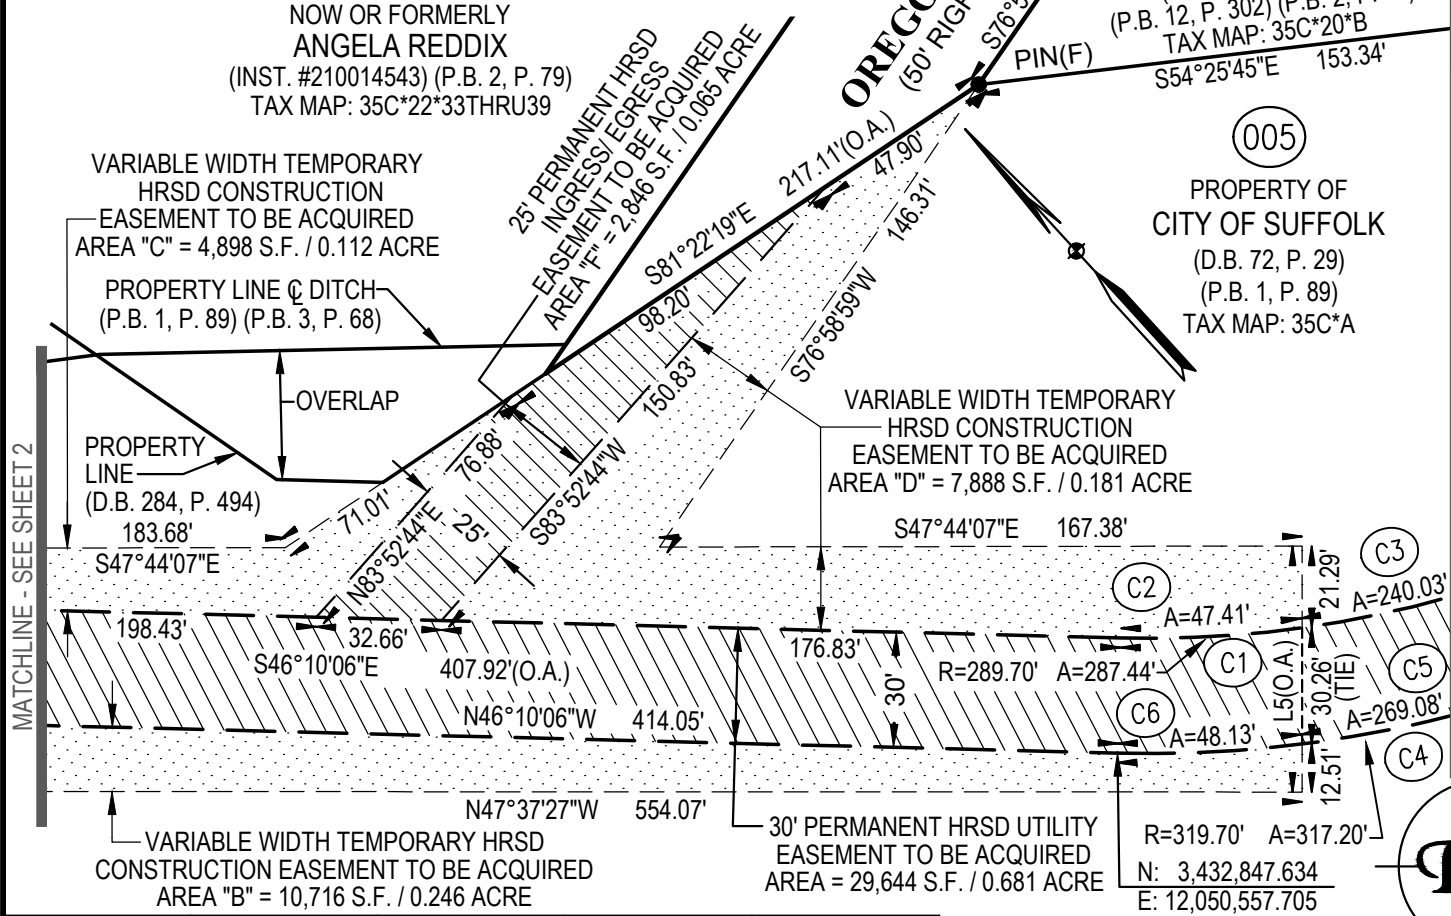 NOW OR FORMERLY
ANGELA REDDIX
(INST. #210014543) (P.B. 2, P. 79)
TAX MAP: 35C*22*33THRU39
25' PERMANENT HRSD
INGRESS/ EGRESS
EASEMENT TO BE ACQUIRED
AREA "F" = 2,846 S.F. / 0.065 ACRE
(50' RIGH
S76°5
(P.B. 12, P. 302) (P.B. 2,
TAX MAP: 35C*20*B
PIN(F)
S54°25'45"E 153.34'
005
PROPERTY OF
CITY OF SUFFOLK
(D.B. 72, P. 29)
(P.B. 1, P. 89)
TAX MAP: 35C*A
VARIABLE WIDTH TEMPORARY
HRSD CONSTRUCTION
EASEMENT TO BE ACQUIRED
AREA "C" = 4,898 S.F. / 0.112 ACRE
PROPERTY LINE ℄ DITCH
(P.B. 1, P. 89) (P.B. 3, P. 68)
OVERLAP
PROPERTY
LINE
(D.B. 284, P. 494)
183.68'
S47°44'07"E
MATCHLINE - SEE SHEET 2
217.11'(O.A.)
47.90'
S81°22'19"E
98.20'
146.31'
S76°58'59"W
150.83'
S83°52'44"W
76.88'
71.01'
N83°52'44"E
25'
VARIABLE WIDTH TEMPORARY
HRSD CONSTRUCTION
EASEMENT TO BE ACQUIRED
AREA "D" = 7,888 S.F. / 0.181 ACRE
S47°44'07"E 167.38'
C2
A=47.41'
21.29'
C3
A=240.03'
198.43'
32.66'
S46°10'06"E
407.92'(O.A.)
176.83'
R=289.70' A=287.44'
C1
L5(O.A.)
30.26'
(TIE)
C5
30'
N46°10'06"W 414.05'
C6
A=48.13'
A=269.08'
C4
12.51'
N47°37'27"W 554.07'
VARIABLE WIDTH TEMPORARY HRSD
CONSTRUCTION EASEMENT TO BE ACQUIRED
AREA "B" = 10,716 S.F. / 0.246 ACRE
30' PERMANENT HRSD UTILITY
EASEMENT TO BE ACQUIRED
AREA = 29,644 S.F. / 0.681 ACRE
R=319.70' A=317.20'
N: 3,432,847.634
E: 12,050,557.705